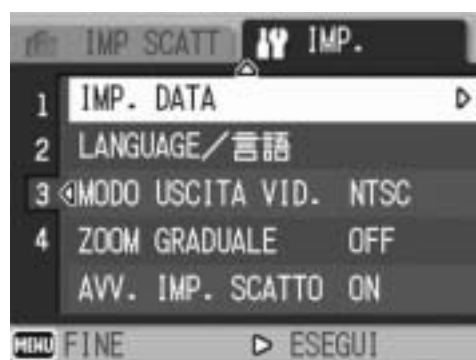 IMP SCATT IMP.
1 IMP. DATA
2 LANGUAGE/言語
3 MODO USCITA VID. NTSC
4 ZOOM GRADUALE OFF
AVV. IMP. SCATTO ON
MENU FINE ESEGUI